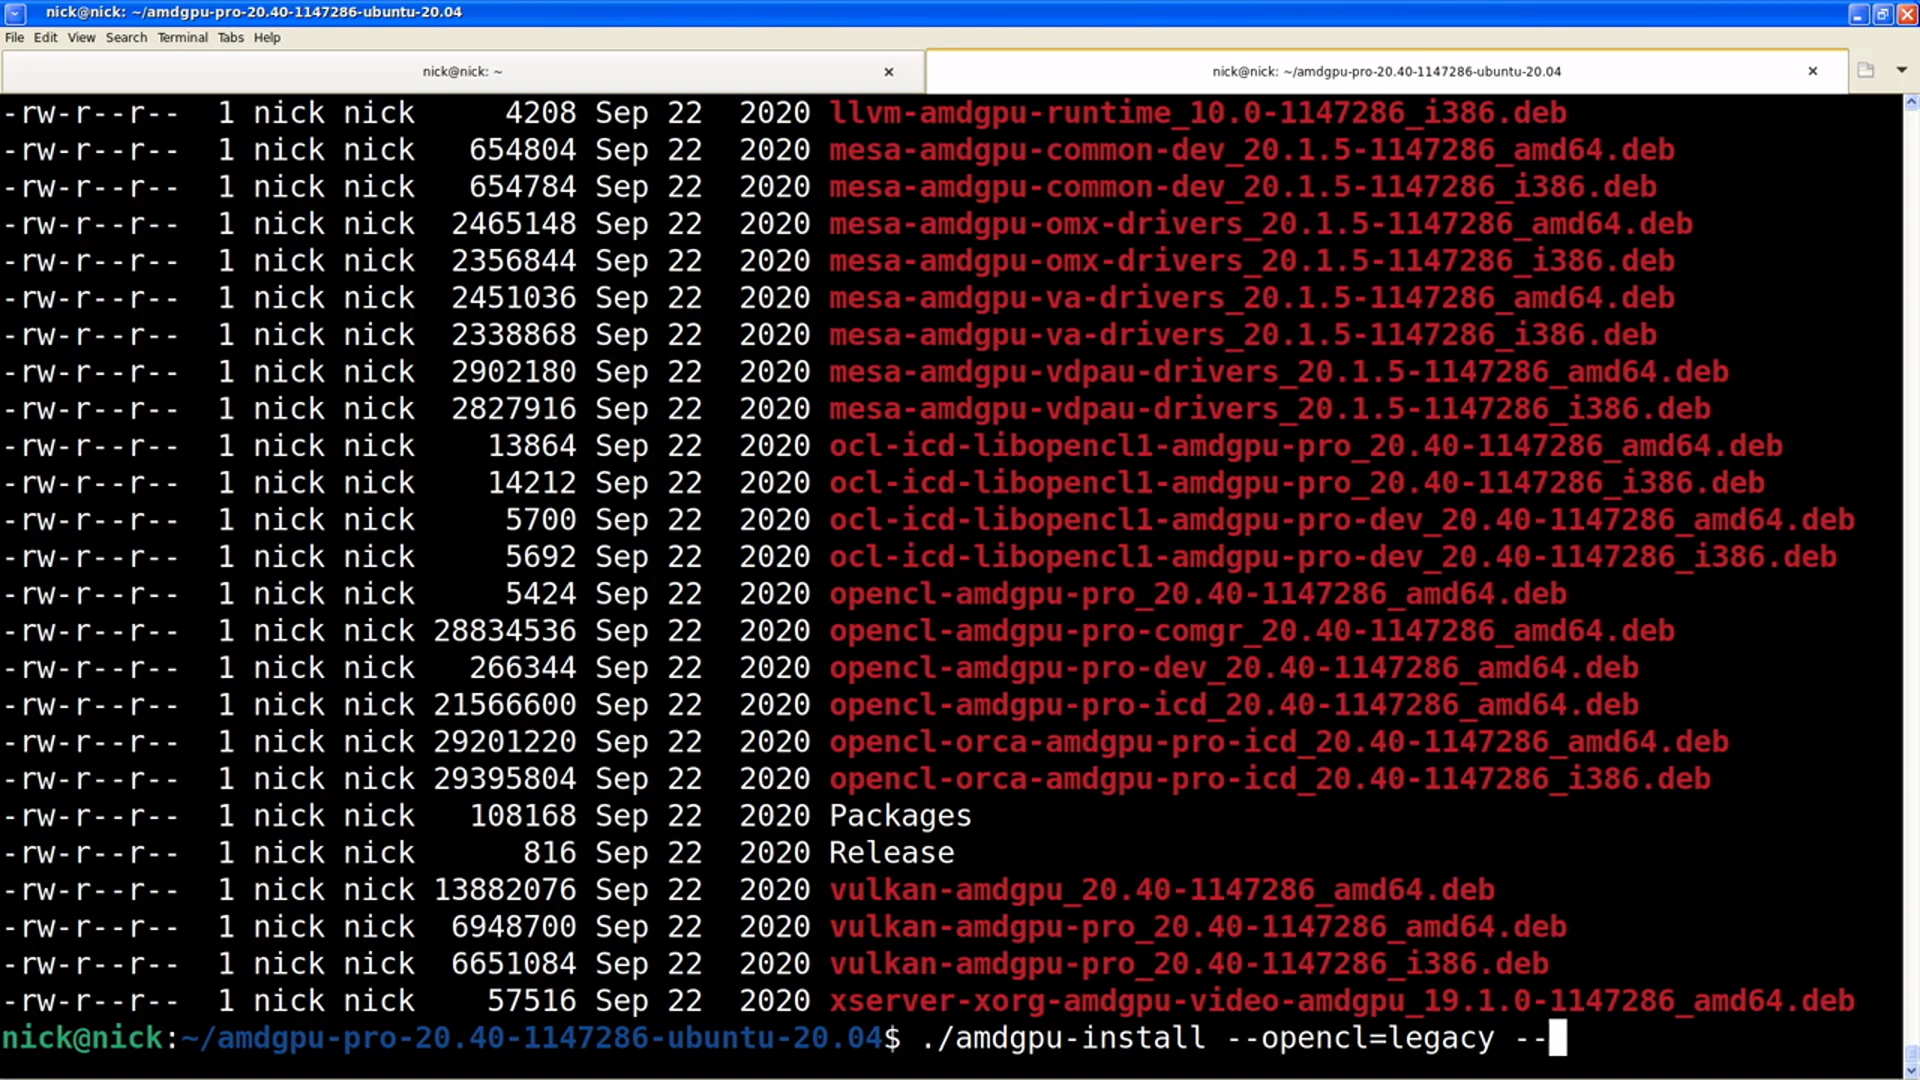 nick@nick: ~/amdgpu-pro-20.40-1147286-ubuntu-20.04
File Edit View Search Terminal Tabs Help
nick@nick: ~
nick@nick: ~/amdgpu-pro-20.40-1147286-ubuntu-20.04
-rw-r--r-- 1 nick nick 4208 Sep 22 2020 llvm-amdgpu-runtime_10.0-1147286_i386.deb
-rw-r--r-- 1 nick nick 654804 Sep 22 2020 mesa-amdgpu-common-dev_20.1.5-1147286_amd64.deb
-rw-r--r-- 1 nick nick 654784 Sep 22 2020 mesa-amdgpu-common-dev_20.1.5-1147286_i386.deb
-rw-r--r-- 1 nick nick 2465148 Sep 22 2020 mesa-amdgpu-omx-drivers_20.1.5-1147286_amd64.deb
-rw-r--r-- 1 nick nick 2356844 Sep 22 2020 mesa-amdgpu-omx-drivers_20.1.5-1147286_i386.deb
-rw-r--r-- 1 nick nick 2451036 Sep 22 2020 mesa-amdgpu-va-drivers_20.1.5-1147286_amd64.deb
-rw-r--r-- 1 nick nick 2338868 Sep 22 2020 mesa-amdgpu-va-drivers_20.1.5-1147286_i386.deb
-rw-r--r-- 1 nick nick 2902180 Sep 22 2020 mesa-amdgpu-vdpau-drivers_20.1.5-1147286_amd64.deb
-rw-r--r-- 1 nick nick 2827916 Sep 22 2020 mesa-amdgpu-vdpau-drivers_20.1.5-1147286_i386.deb
-rw-r--r-- 1 nick nick 13864 Sep 22 2020 ocl-icd-libopencl1-amdgpu-pro_20.40-1147286_amd64.deb
-rw-r--r-- 1 nick nick 14212 Sep 22 2020 ocl-icd-libopencl1-amdgpu-pro_20.40-1147286_i386.deb
-rw-r--r-- 1 nick nick 5700 Sep 22 2020 ocl-icd-libopencl1-amdgpu-pro-dev_20.40-1147286_amd64.deb
-rw-r--r-- 1 nick nick 5692 Sep 22 2020 ocl-icd-libopencl1-amdgpu-pro-dev_20.40-1147286_i386.deb
-rw-r--r-- 1 nick nick 5424 Sep 22 2020 opencl-amdgpu-pro_20.40-1147286_amd64.deb
-rw-r--r-- 1 nick nick 28834536 Sep 22 2020 opencl-amdgpu-pro-comgr_20.40-1147286_amd64.deb
-rw-r--r-- 1 nick nick 266344 Sep 22 2020 opencl-amdgpu-pro-dev_20.40-1147286_amd64.deb
-rw-r--r-- 1 nick nick 21566600 Sep 22 2020 opencl-amdgpu-pro-icd_20.40-1147286_amd64.deb
-rw-r--r-- 1 nick nick 29201220 Sep 22 2020 opencl-orca-amdgpu-pro-icd_20.40-1147286_amd64.deb
-rw-r--r-- 1 nick nick 29395804 Sep 22 2020 opencl-orca-amdgpu-pro-icd_20.40-1147286_i386.deb
-rw-r--r-- 1 nick nick 108168 Sep 22 2020 Packages
-rw-r--r-- 1 nick nick 816 Sep 22 2020 Release
-rw-r--r-- 1 nick nick 13882076 Sep 22 2020 vulkan-amdgpu_20.40-1147286_amd64.deb
-rw-r--r-- 1 nick nick 6948700 Sep 22 2020 vulkan-amdgpu-pro_20.40-1147286_amd64.deb
-rw-r--r-- 1 nick nick 6651084 Sep 22 2020 vulkan-amdgpu-pro_20.40-1147286_i386.deb
-rw-r--r-- 1 nick nick 57516 Sep 22 2020 xserver-xorg-amdgpu-video-amdgpu_19.1.0-1147286_amd64.deb
nick@nick:~/amdgpu-pro-20.40-1147286-ubuntu-20.04$ ./amdgpu-install --opencl=legacy --